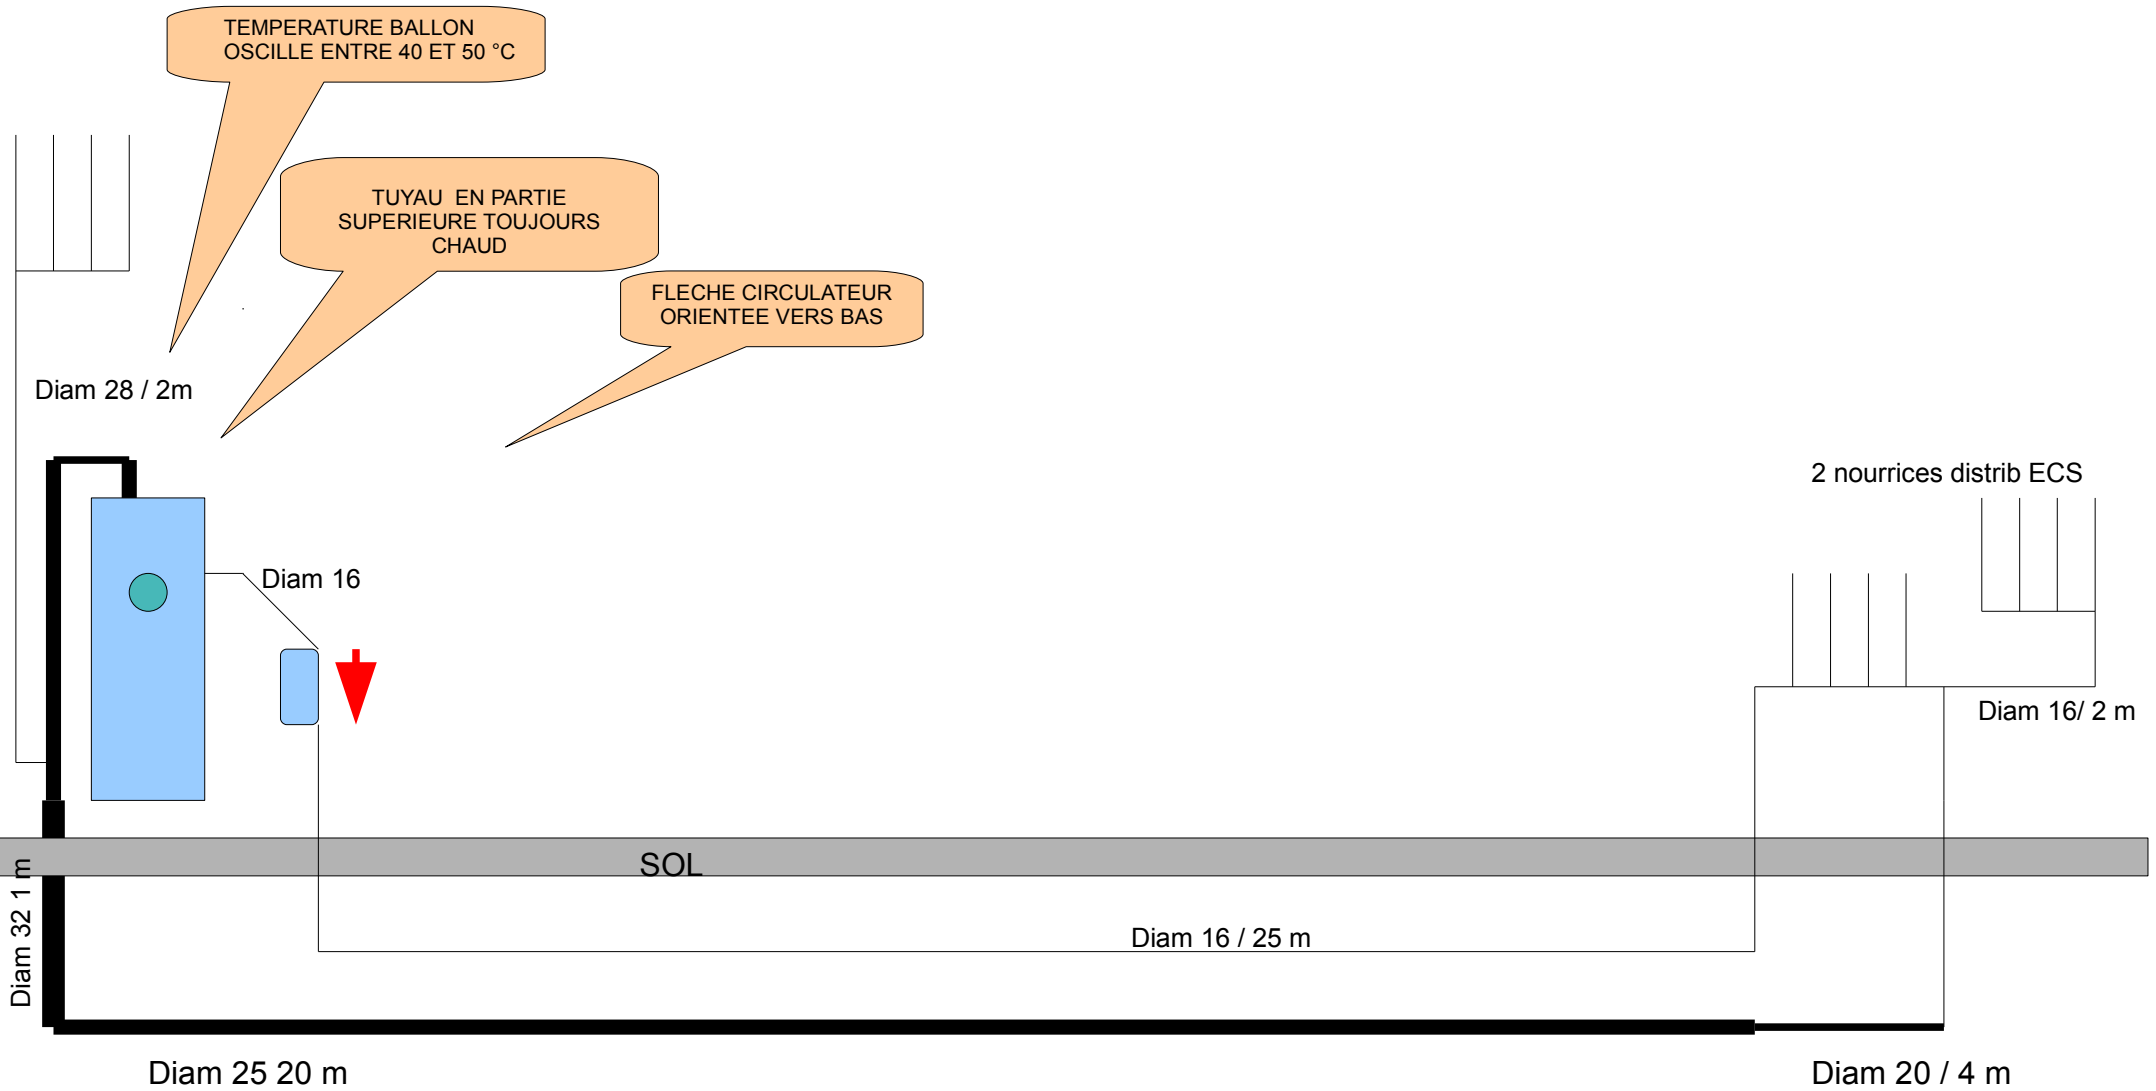 TEMPERATURE BALLON
OSCILLE ENTRE 40 ET 50 °C
TUYAU EN PARTIE
SUPERIEURE TOUJOURS
CHAUD
FLECHE CIRCULATEUR
ORIENTEE VERS BAS
Diam 28 / 2m
2 nourrices distrib ECS
Diam 16
Diam 16/ 2 m
SOL
Diam 32 1 m
Diam 16 / 25 m
Diam 25 20 m
Diam 20 / 4 m